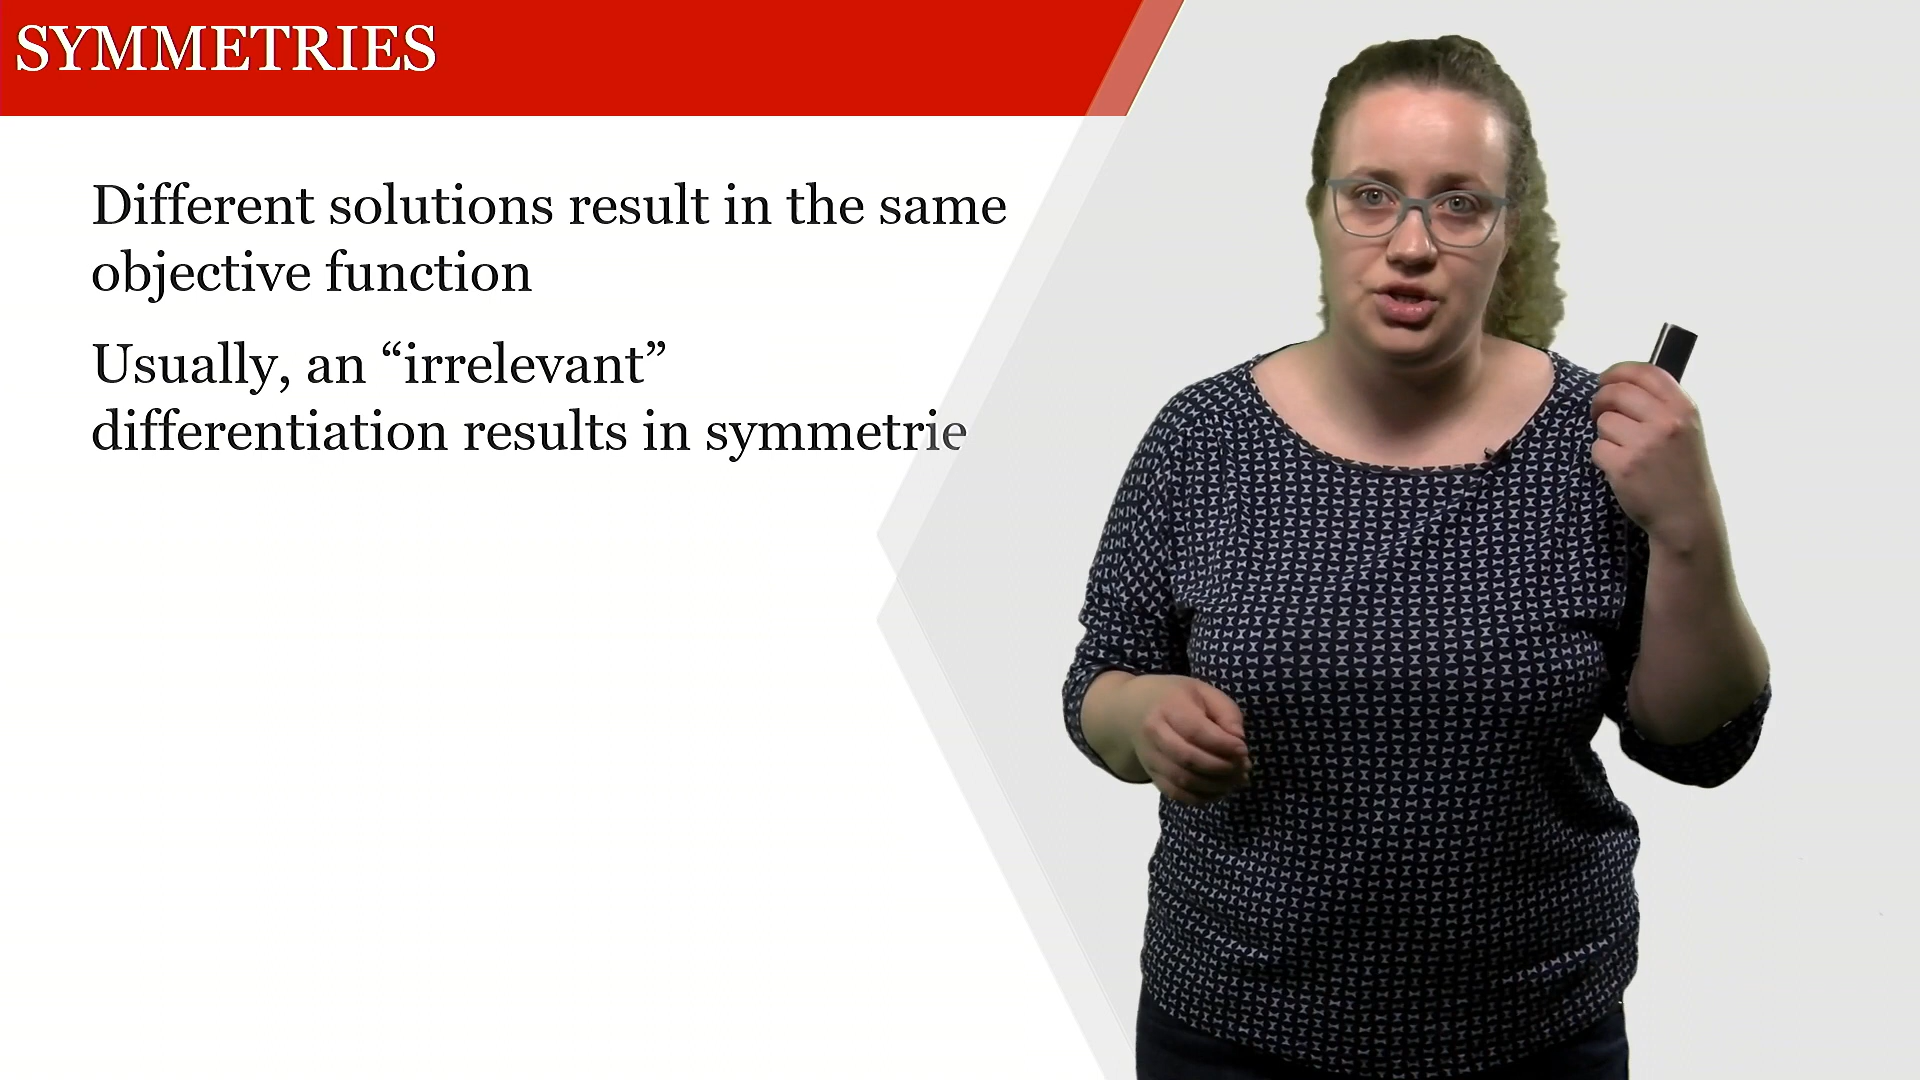 SYMMETRIES
Different solutions result in the same
objective function
Usually, an “irrelevant”
differentiation results in symmetrie